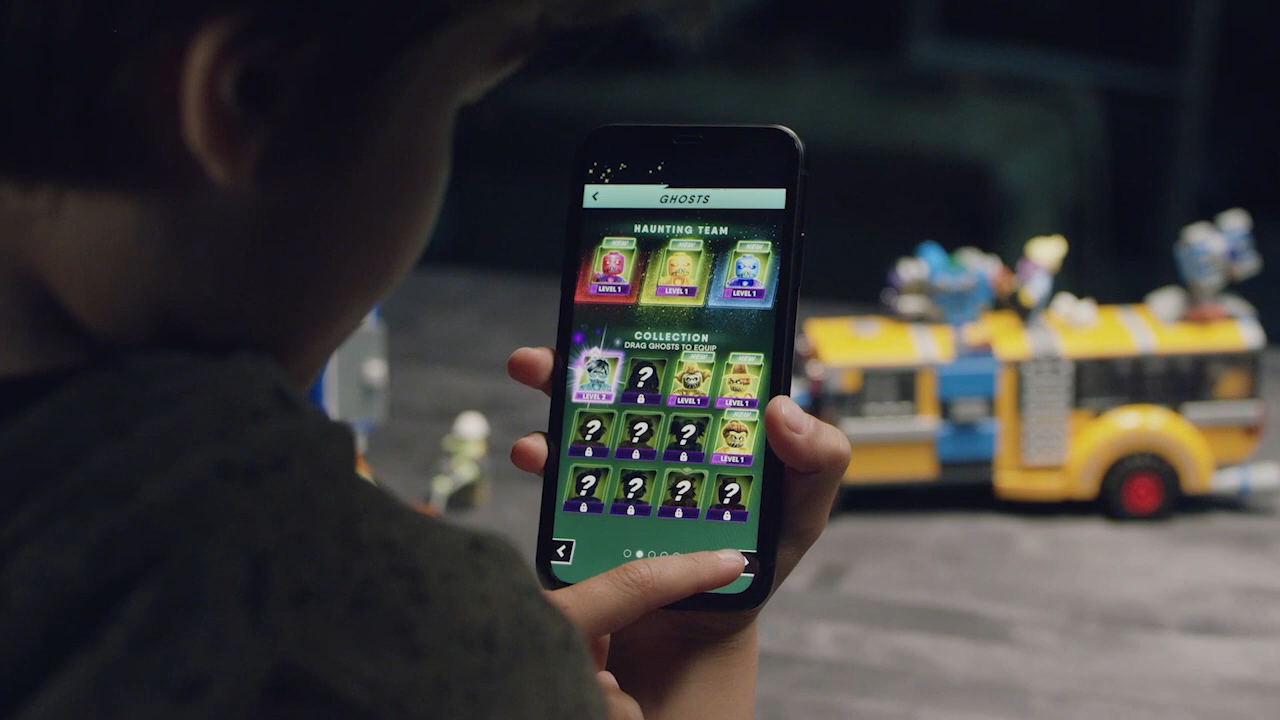 GHOSTS
HAUNTING TEAM
NEW NEW NEW
LEVEL 1 LEVEL 1 LEVEL 1
COLLECTION
DRAG GHOSTS TO EQUIP
NEW NEW
LEVEL 2 ? LEVEL 1 LEVEL 1
NEW
? ? ? LEVEL 1
? ? ? ?